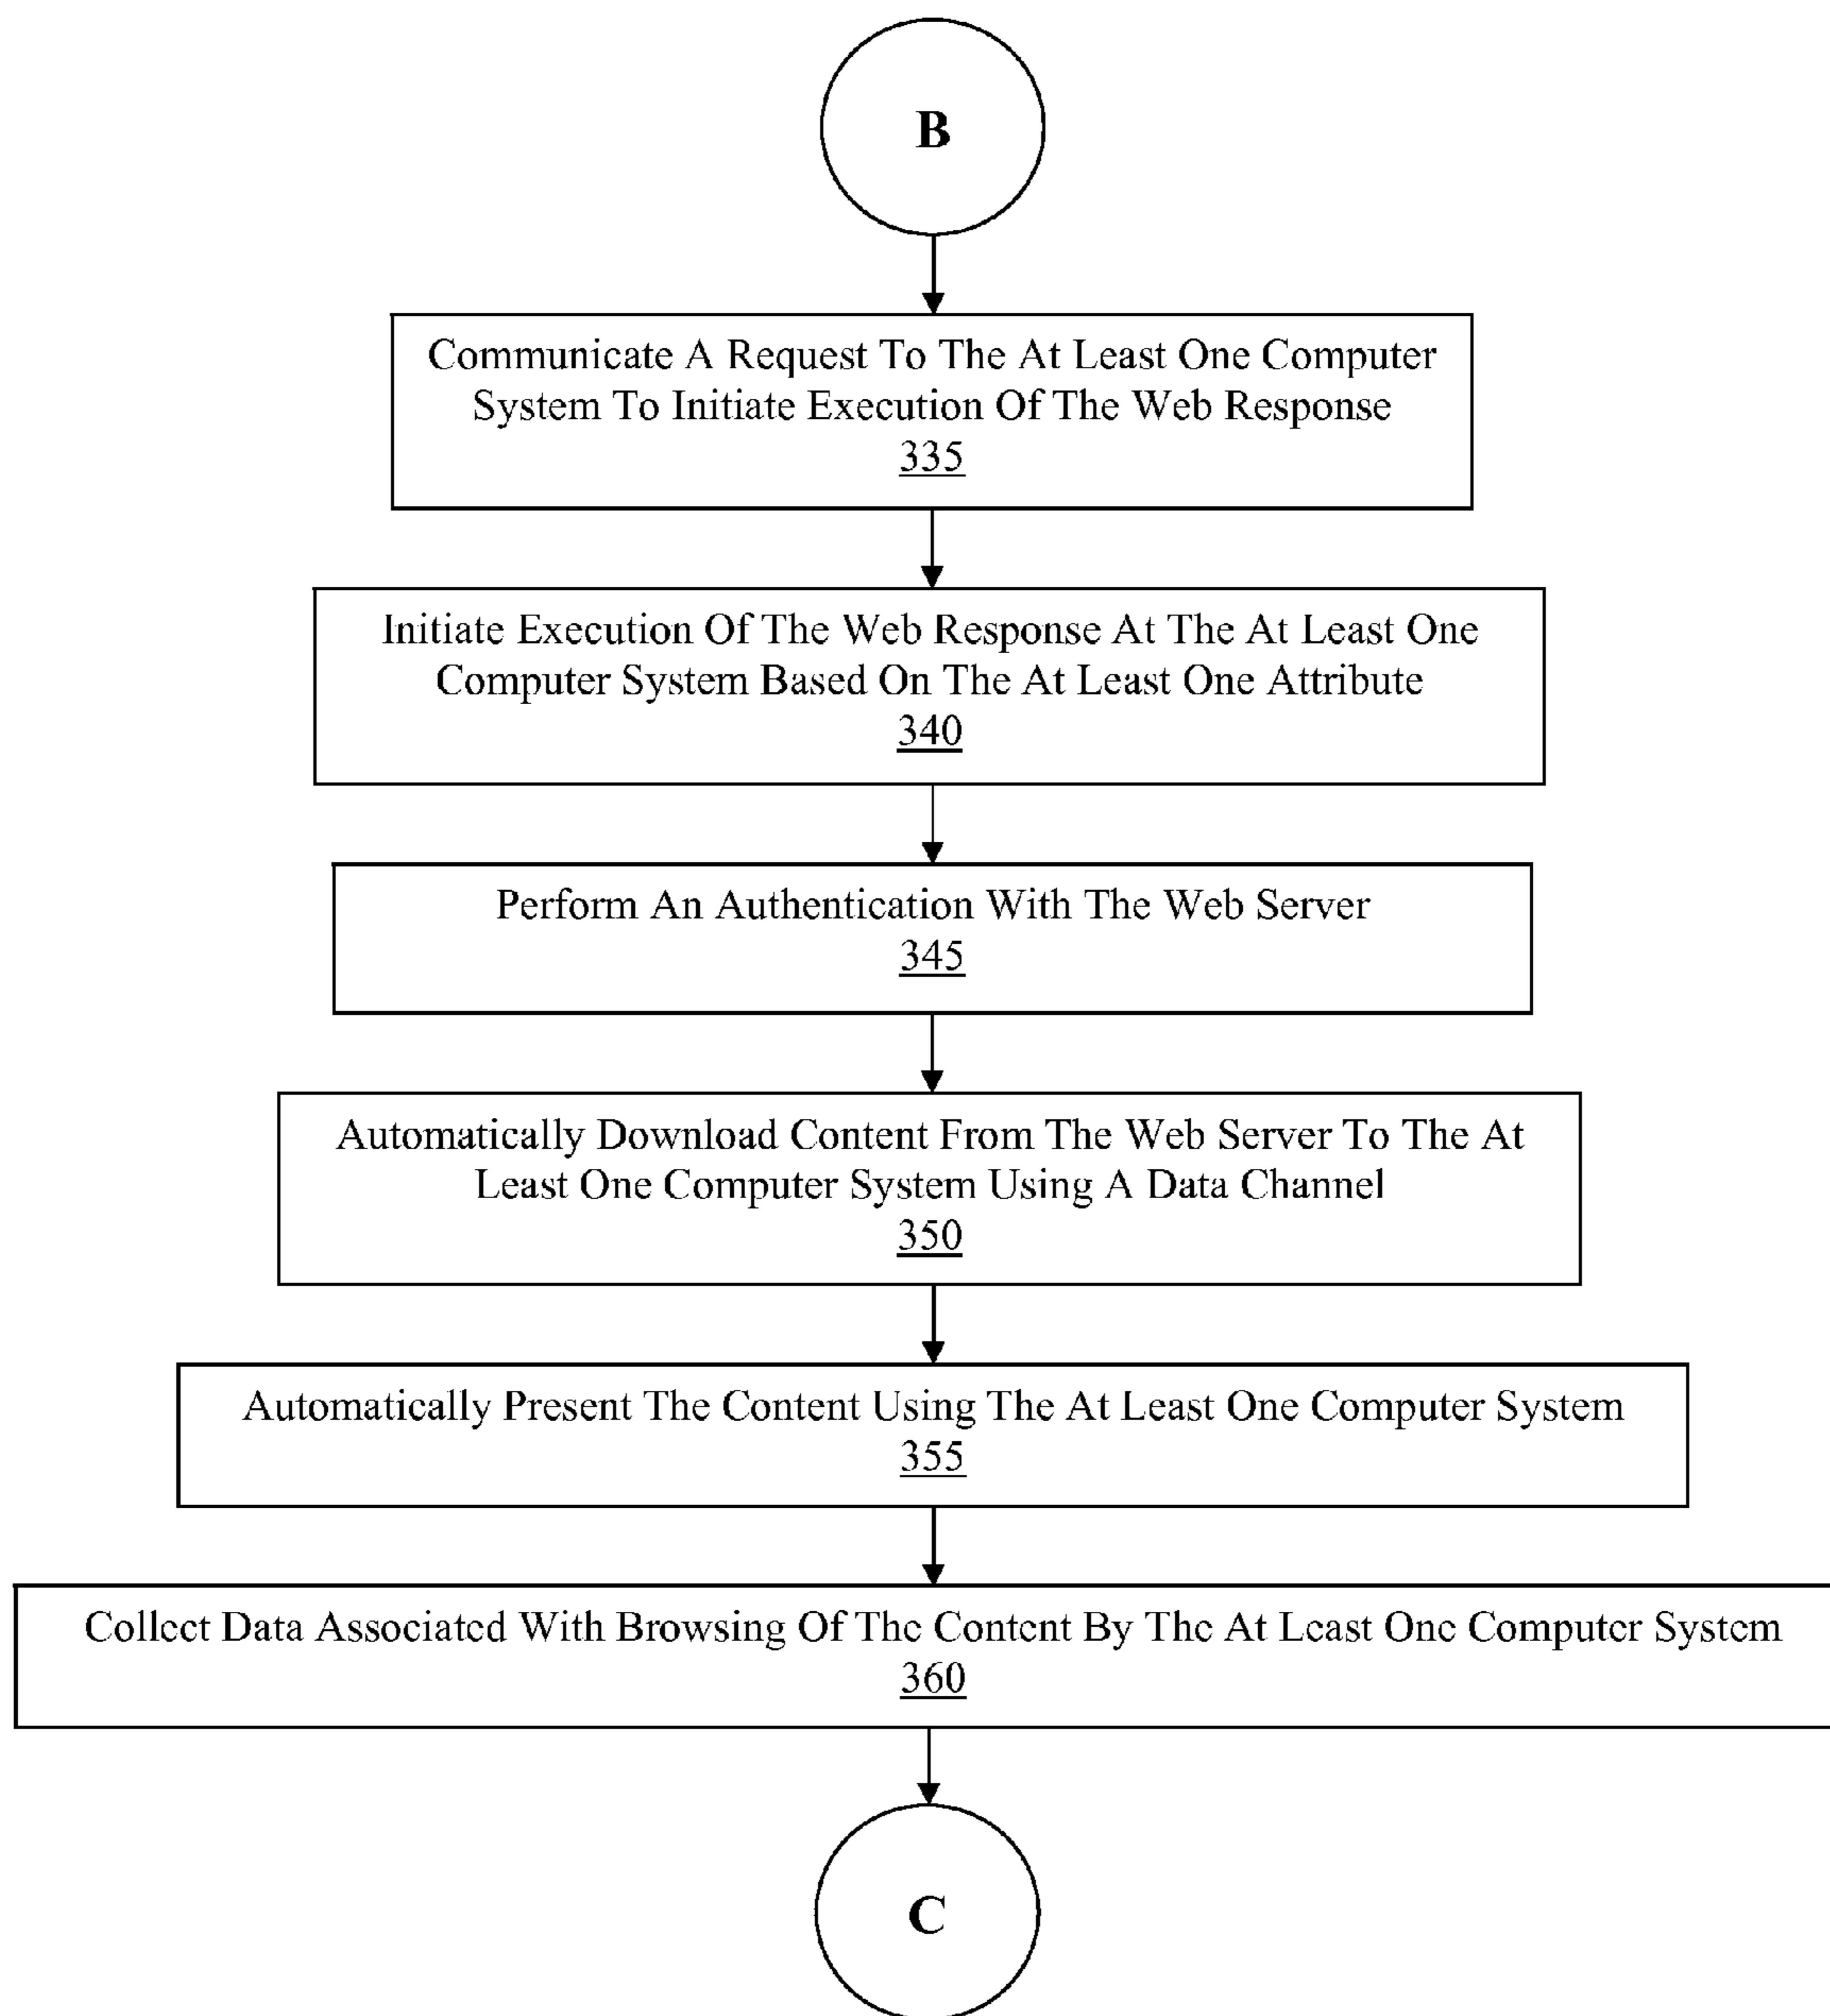 B
Communicate A Request To The At Least One Computer
System To Initiate Execution Of The Web Response
335
Initiate Execution Of The Web Response At The At Least One
Computer System Based On The At Least One Attribute
340
Perform An Authentication With The Web Server
345
Automatically Download Content From The Web Server To The At
Least One Computer System Using A Data Channel
350
Automatically Present The Content Using The At Least One Computer System
355
Collect Data Associated With Browsing Of The Content By The At Least One Computer System
360
C